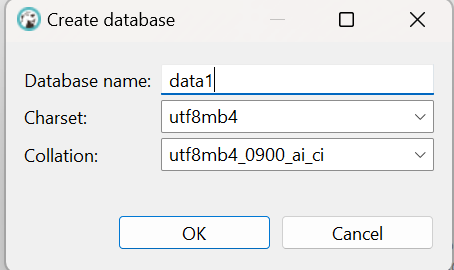 Create database
Database name: data1
Charset: utf8mb4
Collation: utf8mb4_0900_ai_ci
OK Cancel